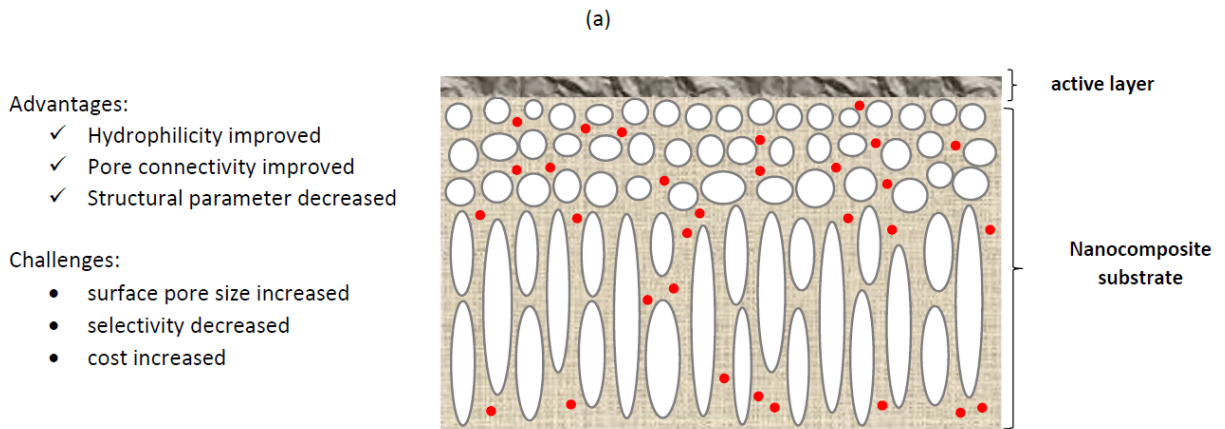 (a)
Advantages:
✓ Hydrophilicity improved
✓ Pore connectivity improved
✓ Structural parameter decreased
Challenges:
• surface pore size increased
• selectivity decreased
• cost increased
active layer
Nanocomposite
substrate